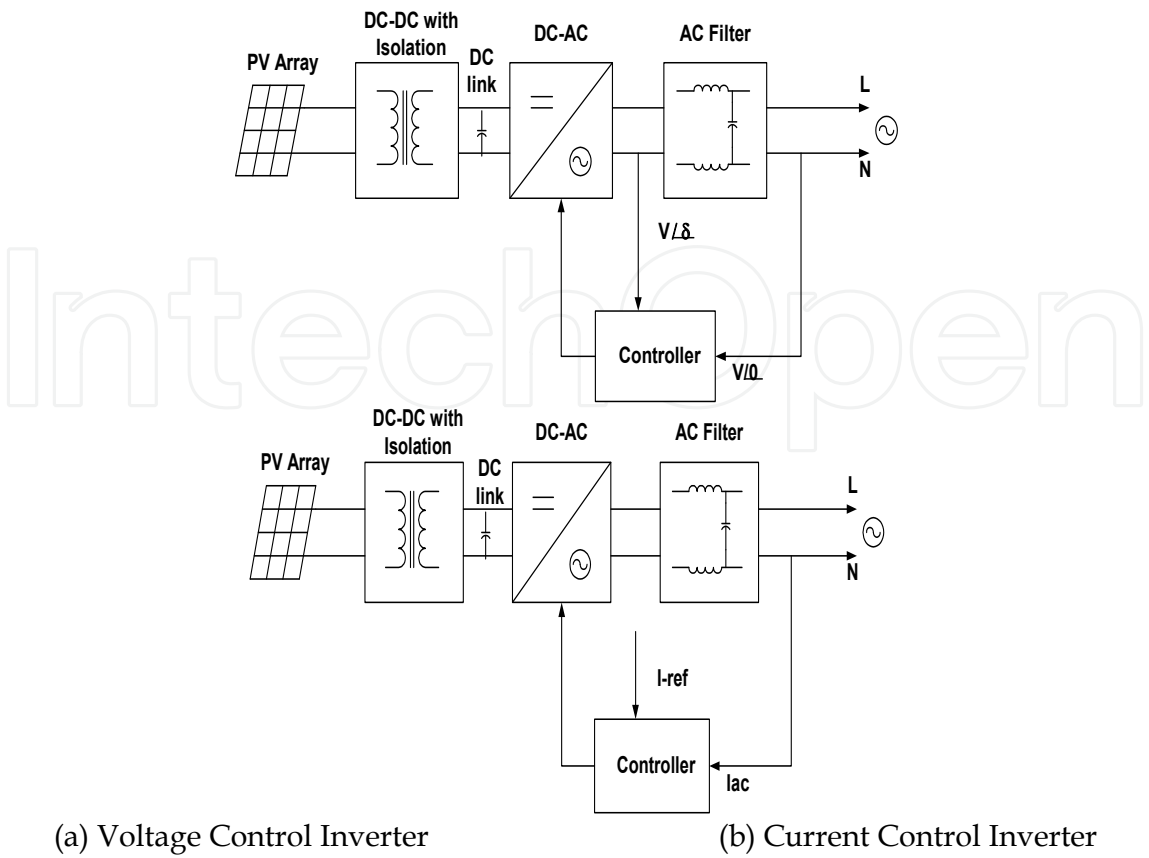 DC-DC with
Isolation
DC-AC
AC Filter
PV Array
DC
link
L
N
V/δ
Controller
V/0
IntechOpen
DC-DC with
Isolation
DC-AC
AC Filter
PV Array
DC
link
L
N
I-ref
Controller
Iac
(a) Voltage Control Inverter
(b) Current Control Inverter